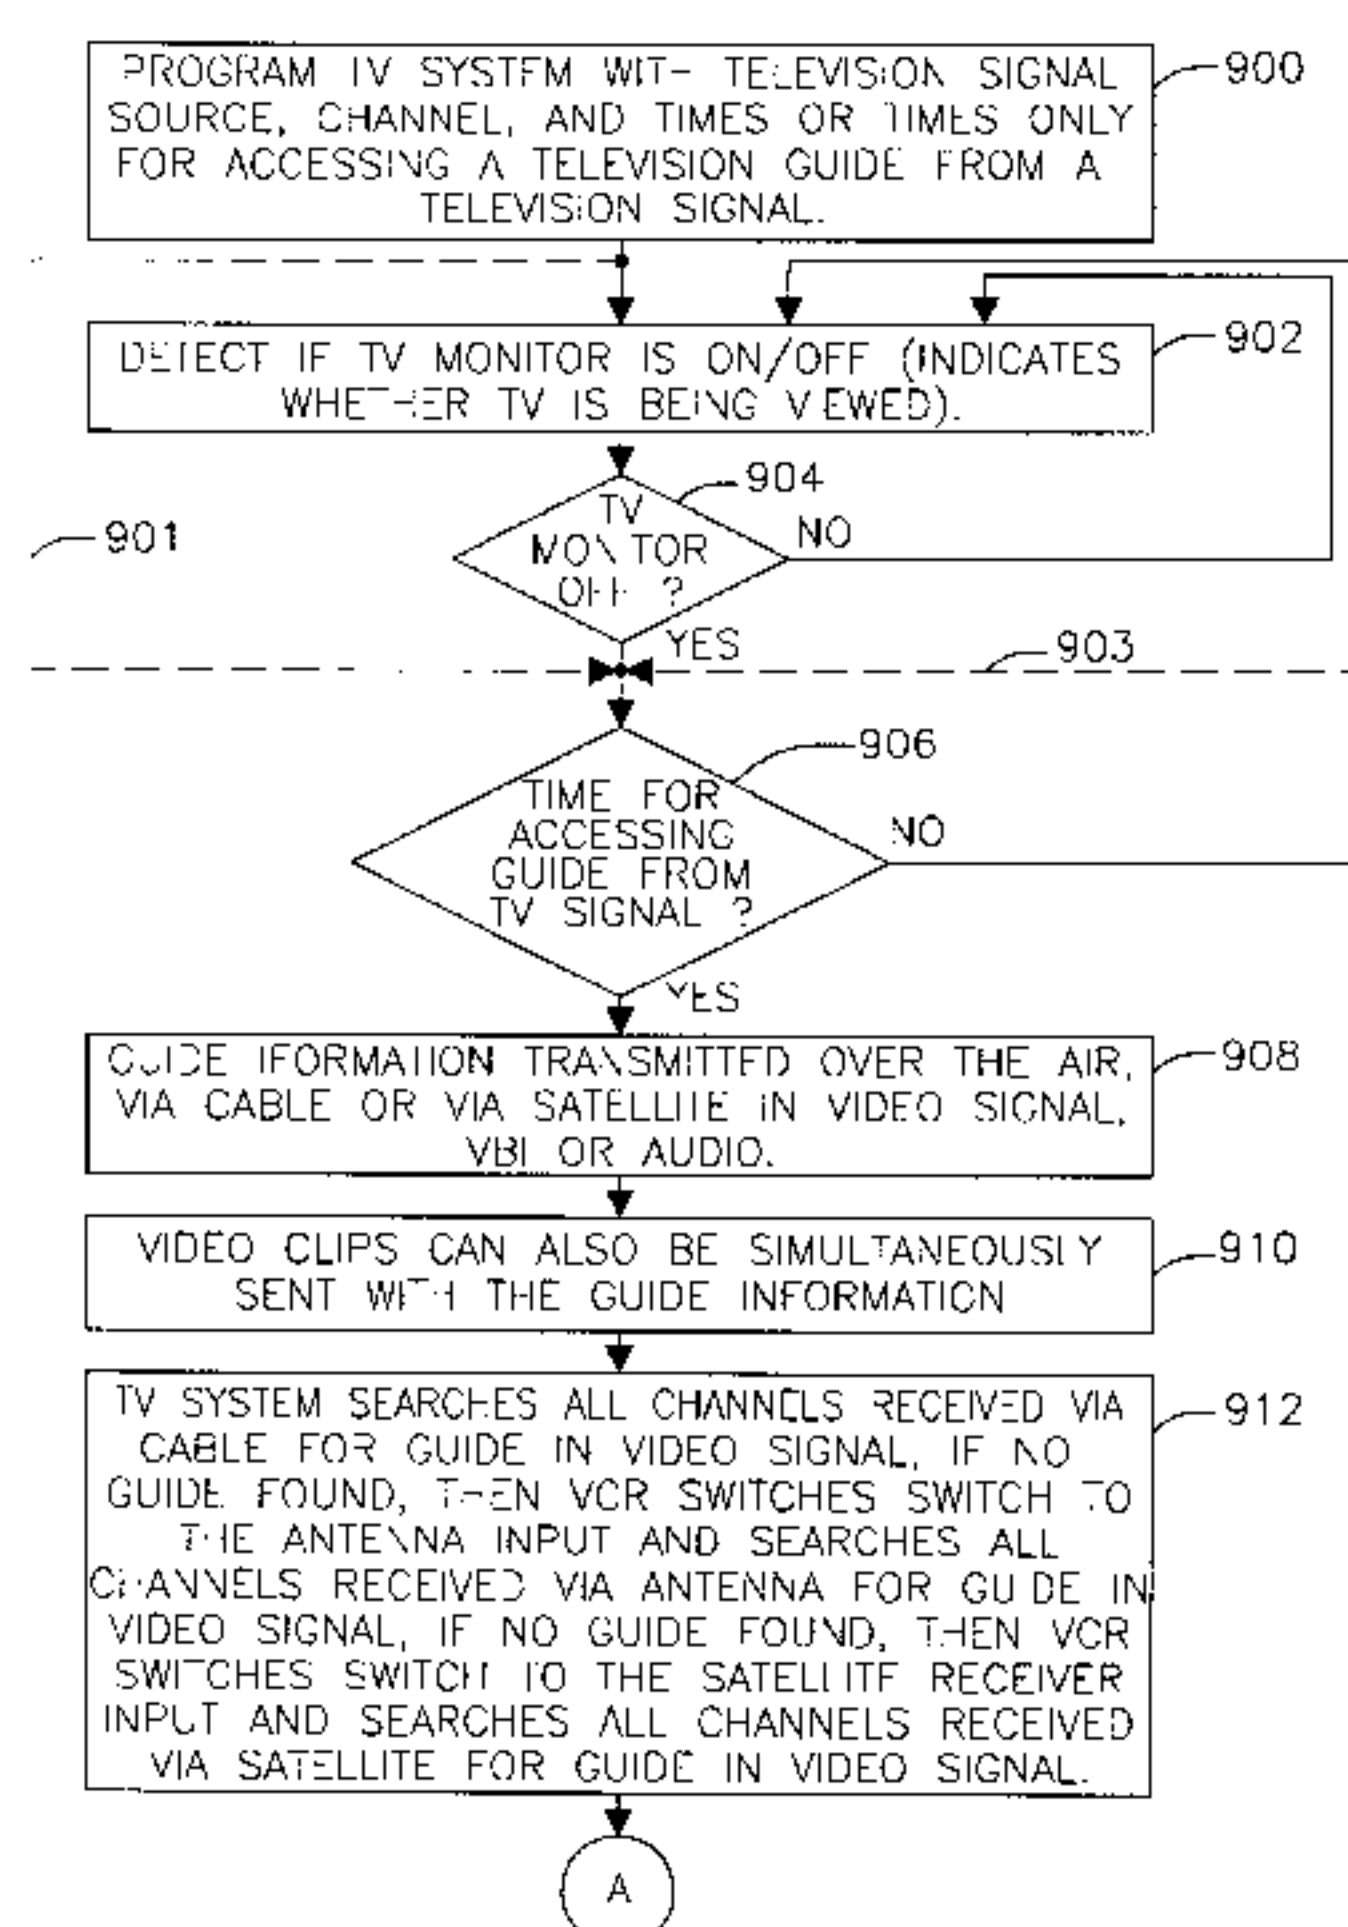 PROGRAM TV SYSTEM WITH TELEVISION SIGNAL
SOURCE, CHANNEL, AND TIMES OR TIMES ONLY
FOR ACCESSING A TELEVISION GUIDE FROM A
TELEVISION SIGNAL.
900
DETECT IF TV MONITOR IS ON/OFF (INDICATES
WHETHER TV IS BEING VIEWED).
902
904
TV
MONITOR
OFF ?
NO
901
YES
903
906
TIME FOR
ACCESSING
GUIDE FROM
TV SIGNAL ?
NO
YES
GUIDE IFORMATION TRANSMITTED OVER THE AIR,
VIA CABLE OR VIA SATELLITE IN VIDEO SIGNAL,
VBI OR AUDIO.
908
VIDEO CLIPS CAN ALSO BE SIMULTANEOUSLY
SENT WITH THE GUIDE INFORMATION
910
TV SYSTEM SEARCHES ALL CHANNELS RECEIVED VIA
CABLE FOR GUIDE IN VIDEO SIGNAL, IF NO
GUIDE FOUND, THEN VCR SWITCHES SWITCH TO
THE ANTENNA INPUT AND SEARCHES ALL
CHANNELS RECEIVED VIA ANTENNA FOR GUIDE IN
VIDEO SIGNAL, IF NO GUIDE FOUND, THEN VCR
SWITCHES SWITCH TO THE SATELLITE RECEIVER
INPUT AND SEARCHES ALL CHANNELS RECEIVED
VIA SATELLITE FOR GUIDE IN VIDEO SIGNAL.
912
A